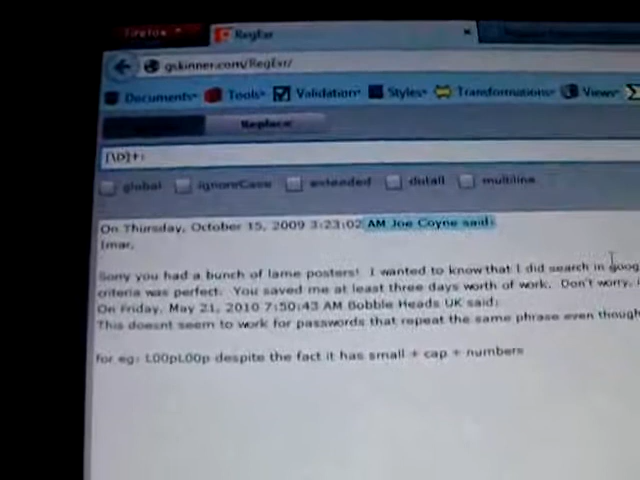 Firefox
RegExr
gskinner.com/RegExr/
Documents Tools Validation Styles Transformations Views
Replace
[\D]+:
global ignoreCase extended dotall multiline
On Thursday, October 15, 2009 3:23:02 AM Joe Coyne said:
Imar,
Sorry you had a bunch of lame posters! I wanted to know that I did search in goog
criteria was perfect. You saved me at least three days worth of work. Don't worry, i
On Friday, May 21, 2010 7:50:43 AM Bobble Heads UK said:
This doesnt seem to work for passwords that repeat the same phrase even though
for eg: L00pL00p despite the fact it has small + cap + numbers